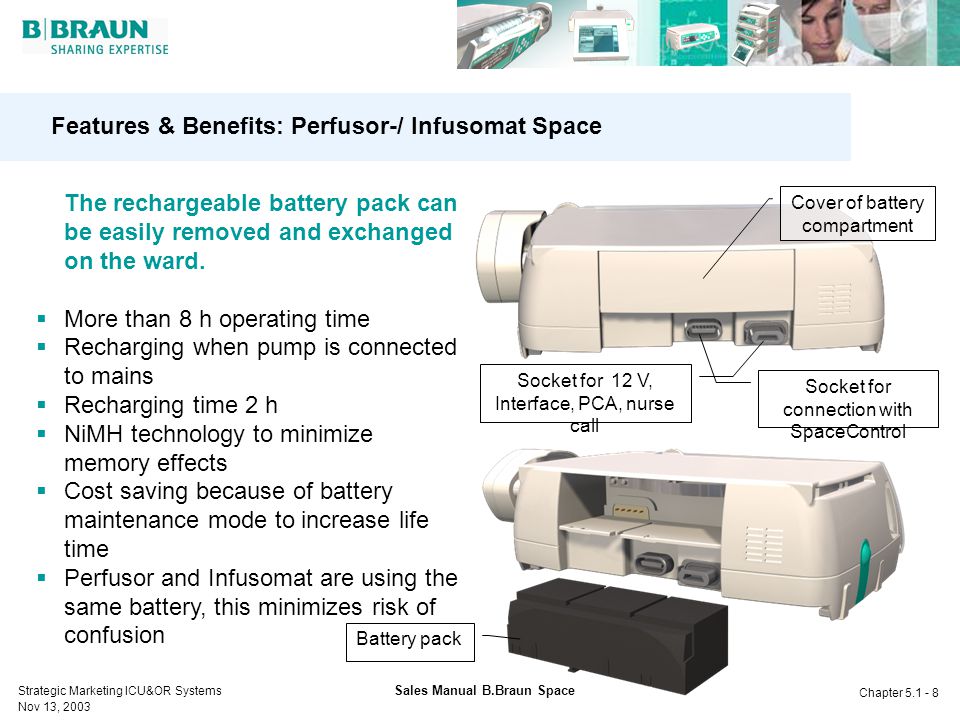 B|BRAUN
SHARING EXPERTISE
Features & Benefits: Perfusor-/ Infusomat Space
The rechargeable battery pack can
be easily removed and exchanged
on the ward.
▪ More than 8 h operating time
▪ Recharging when pump is connected
to mains
▪ Recharging time 2 h
▪ NiMH technology to minimize
memory effects
▪ Cost saving because of battery
maintenance mode to increase life
time
▪ Perfusor and Infusomat are using the
same battery, this minimizes risk of
confusion
Cover of battery
compartment
Socket for 12 V,
Interface, PCA, nurse
call
Socket for
connection with
SpaceControl
Battery pack
Strategic Marketing ICU&OR Systems
Nov 13, 2003
Sales Manual B.Braun Space
Chapter 5.1 - 8